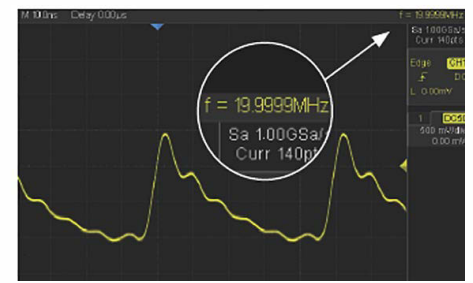 M 10.0ns Delay 0.00μs f = 19.9999MHz
Sa 1.00GSa/s
Curr 140pts
Edge CH1
DC
L 0.00mV
f = 19.9999MHz
Sa 1.00GSa/
Curr 140pt
1 DC50
500 mV/div
0.00 mV